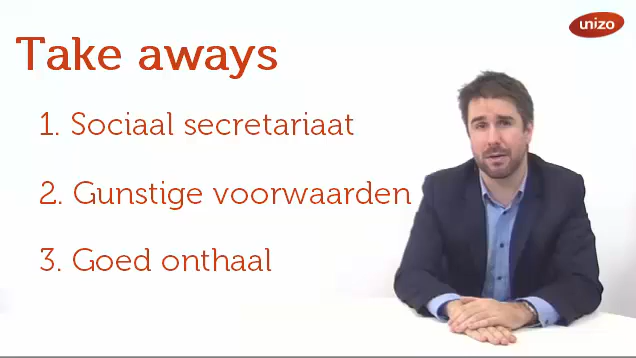 unizo
Take aways
1. Sociaal secretariaat
2. Gunstige voorwaarden
3. Goed onthaal